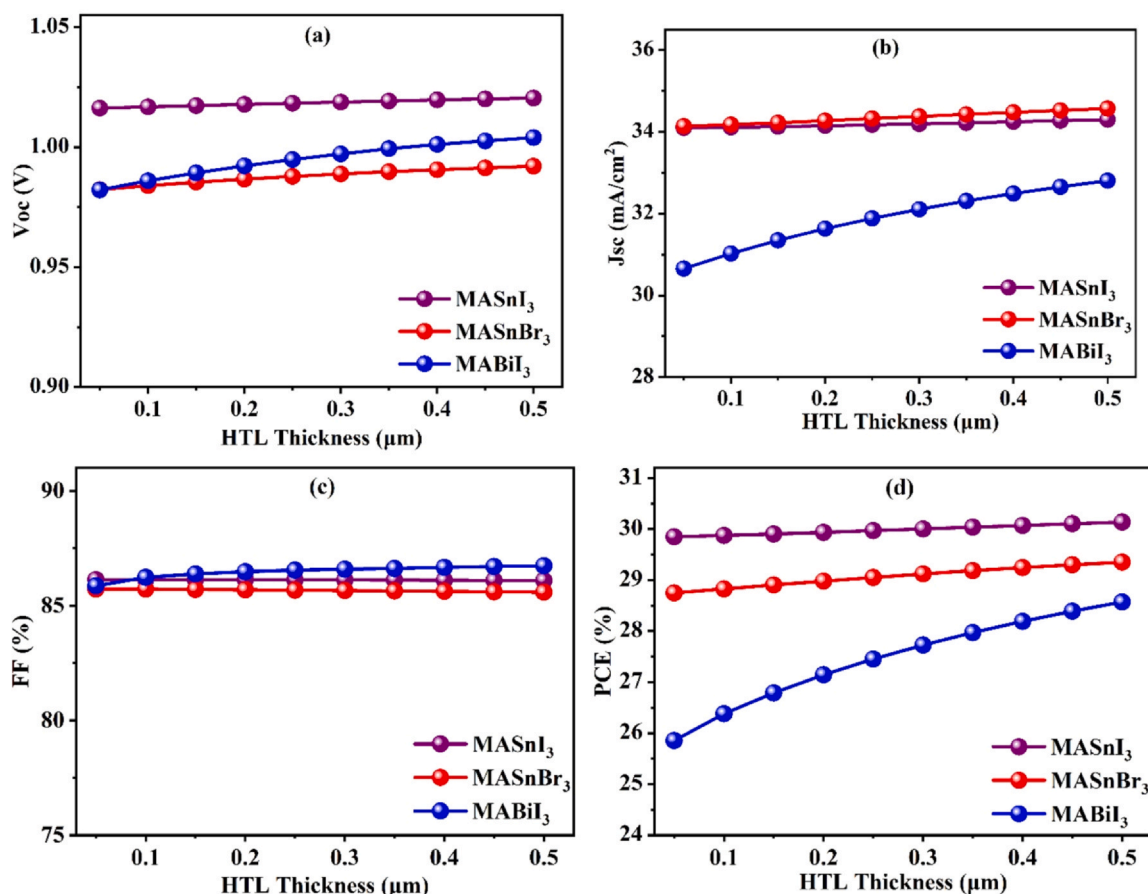 (a)
Voc (V)
1.05
1.00
0.95
0.90
MASnI₃
MASnBr₃
MABiI₃
0.1 0.2 0.3 0.4 0.5
HTL Thickness (μm)
(b)
Jsc (mA/cm²)
36
34
32
30
28
MASnI₃
MASnBr₃
MABiI₃
0.1 0.2 0.3 0.4 0.5
HTL Thickness (μm)
(c)
FF (%)
90
85
80
75
MASnI₃
MASnBr₃
MABiI₃
0.1 0.2 0.3 0.4 0.5
HTL Thickness (μm)
(d)
PCE (%)
31
30
29
28
27
26
25
24
MASnI₃
MASnBr₃
MABiI₃
0.1 0.2 0.3 0.4 0.5
HTL Thickness (μm)